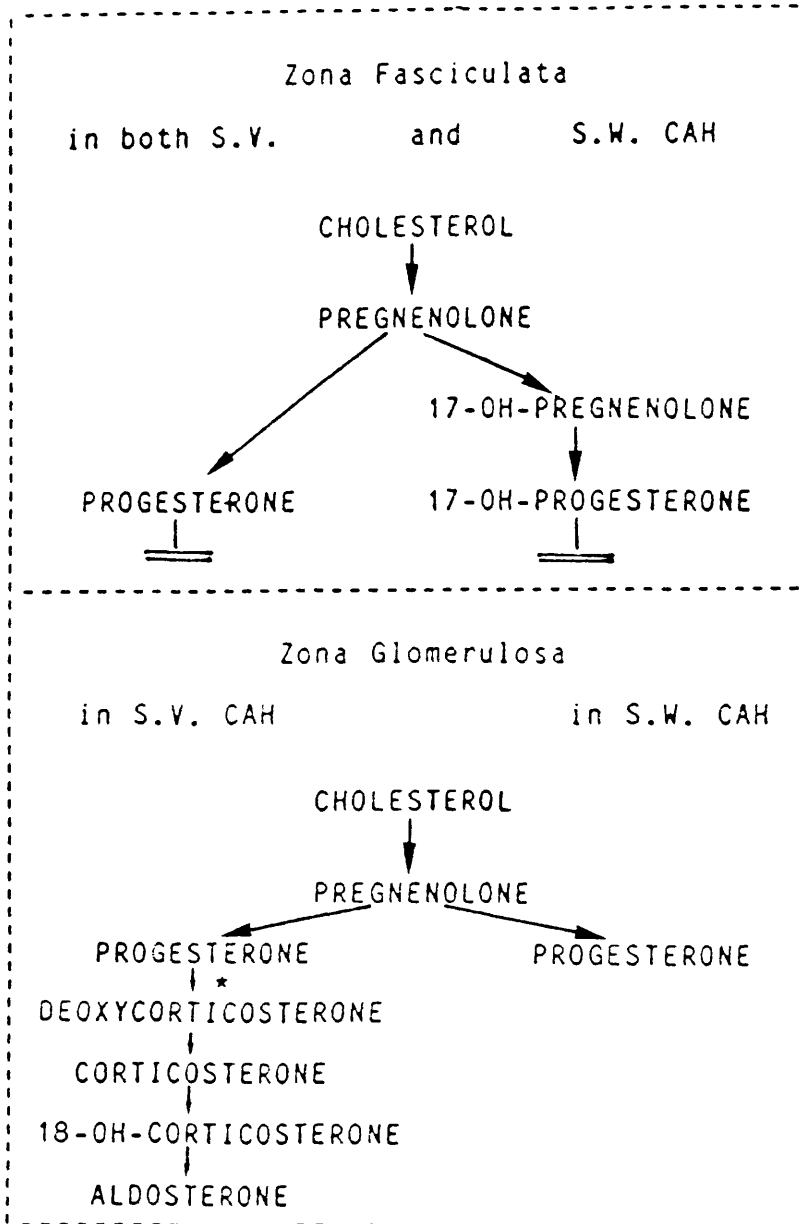 Zona Fasciculata
in both S.V. and S.W. CAH
CHOLESTEROL
PREGNENOLONE
17-OH-PREGNENOLONE
PROGESTERONE 17-OH-PROGESTERONE
Zona Glomerulosa
in S.V. CAH in S.W. CAH
CHOLESTEROL
PREGNENOLONE
PROGESTERONE PROGESTERONE
*
DEOXYCORTICOSTERONE
CORTICOSTERONE
18-OH-CORTICOSTERONE
ALDOSTERONE